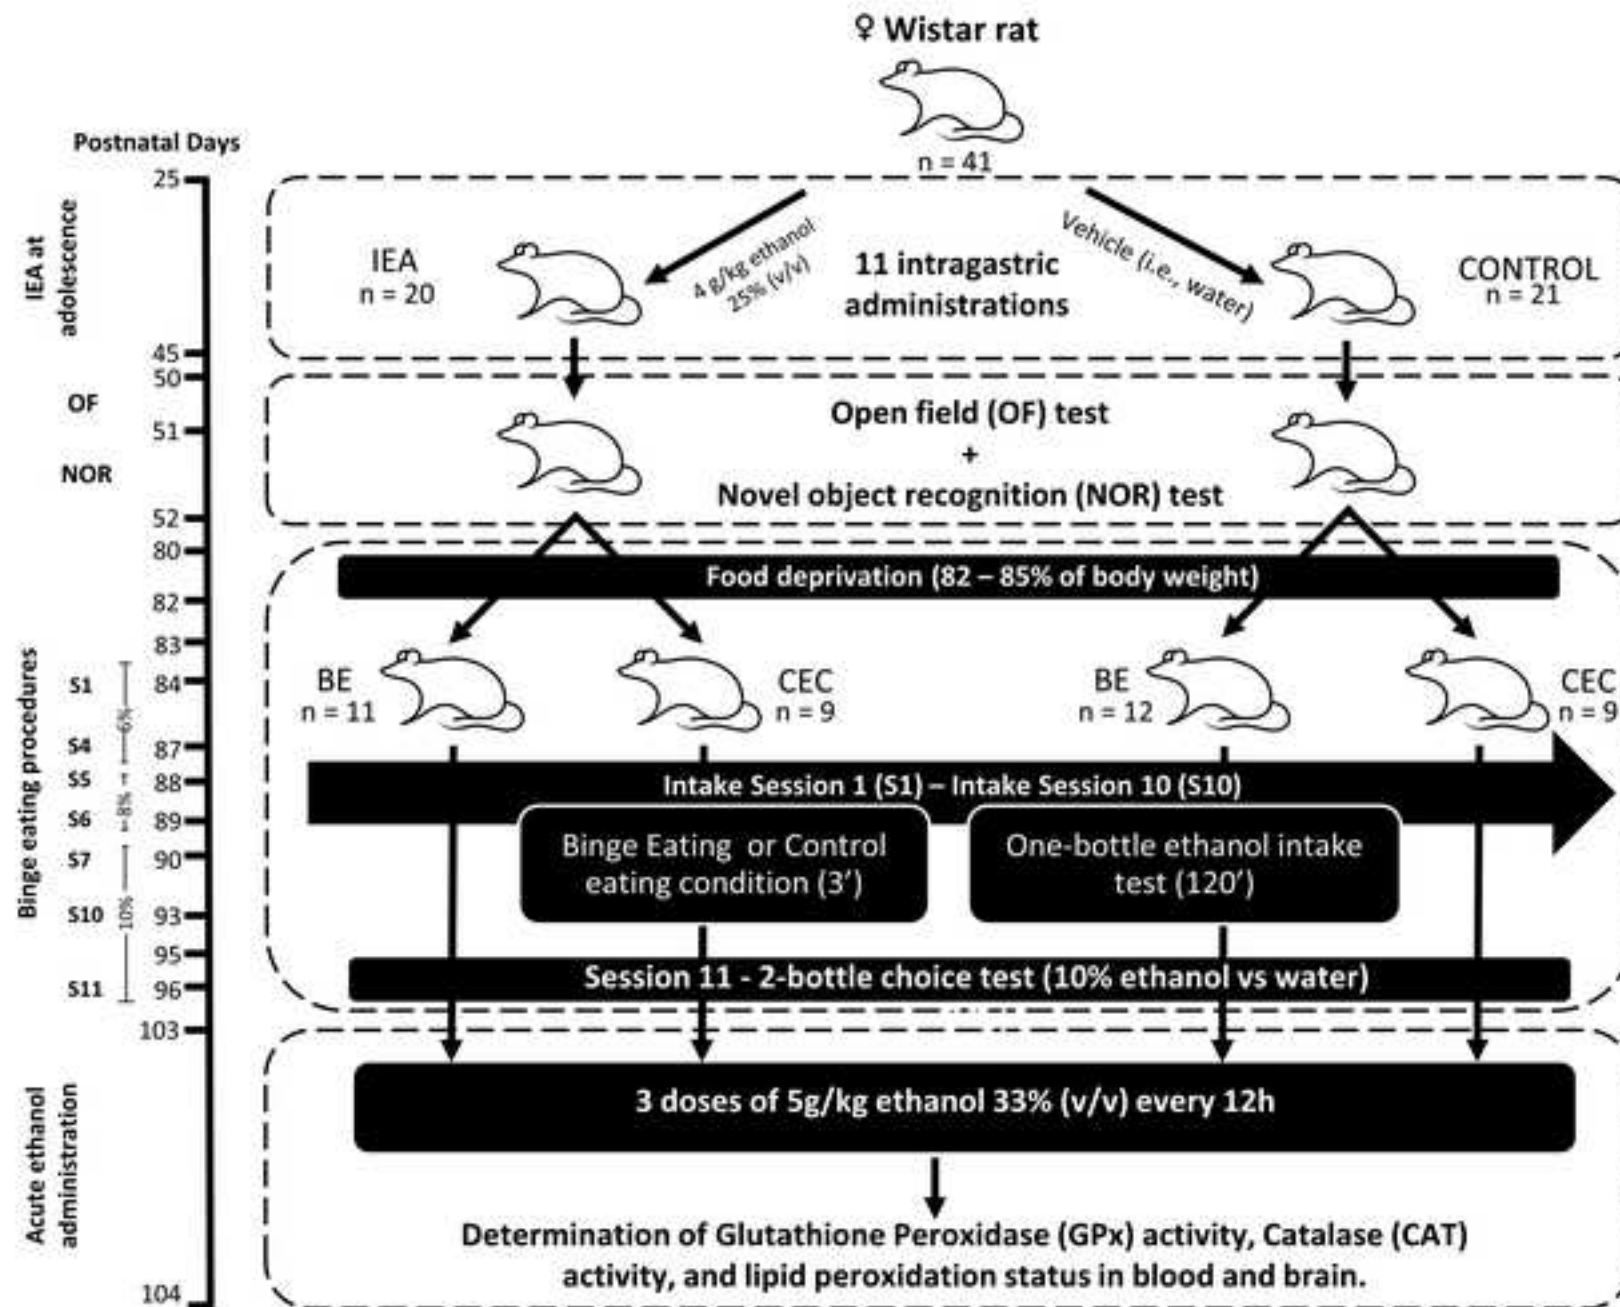 ♀ Wistar rat
n = 41
Postnatal Days
25
IEA at
adolescence
IEA
n = 20
4 g/kg ethanol
25% (v/v)
11 intragastric
administrations
Vehicle (i.e., water)
CONTROL
n = 21
45
50
OF
51
NOR
52
Open field (OF) test
+
Novel object recognition (NOR) test
80
Food deprivation (82 – 85% of body weight)
82
83
Binge eating procedures
S1
84
6%
S4
87
S5
88
8%
S6
89
S7
90
10%
S10
93
95
S11
96
BE
n = 11
CEC
n = 9
BE
n = 12
CEC
n = 9
Intake Session 1 (S1) – Intake Session 10 (S10)
Binge Eating or Control
eating condition (3')
One-bottle ethanol intake
test (120')
Session 11 - 2-bottle choice test (10% ethanol vs water)
103
Acute ethanol
administration
3 doses of 5g/kg ethanol 33% (v/v) every 12h
Determination of Glutathione Peroxidase (GPx) activity, Catalase (CAT)
activity, and lipid peroxidation status in blood and brain.
104